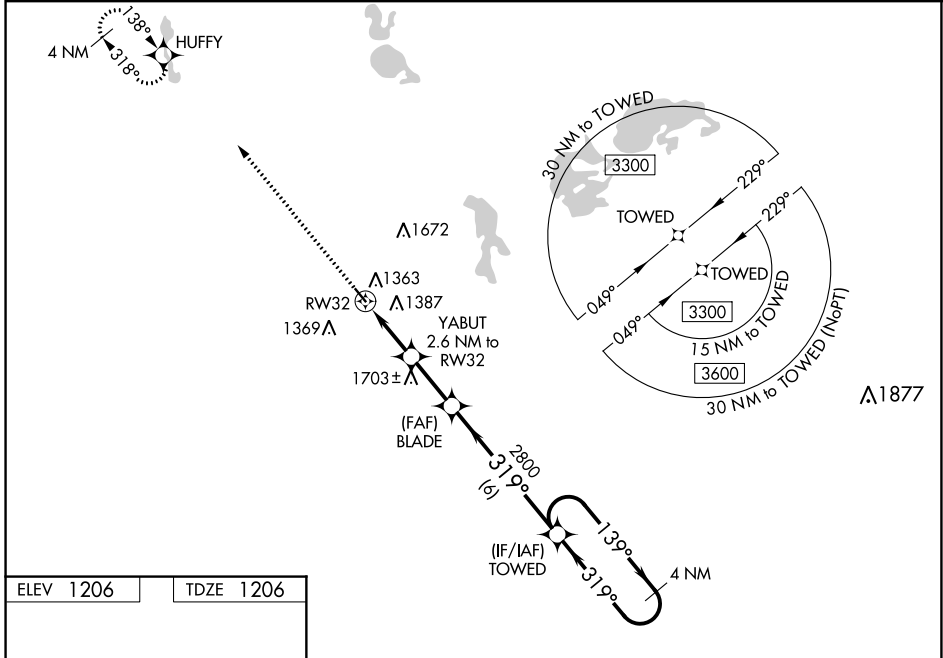 138°
HUFFY
4 NM
318°
30 NM to TOWED
3300
229°
TOWED
049°
229°
TOWED
049°
3300
15 NM to TOWED
3600
30 NM to TOWED (NoPT)
1672
1363
RW32
1387
1369
YABUT
2.6 NM to
RW32
1703±
1877
(FAF)
BLADE
2800
319°
(6)
(IF/IAF)
TOWED
139°
4 NM
319°
ELEV 1206
TDZE 1206